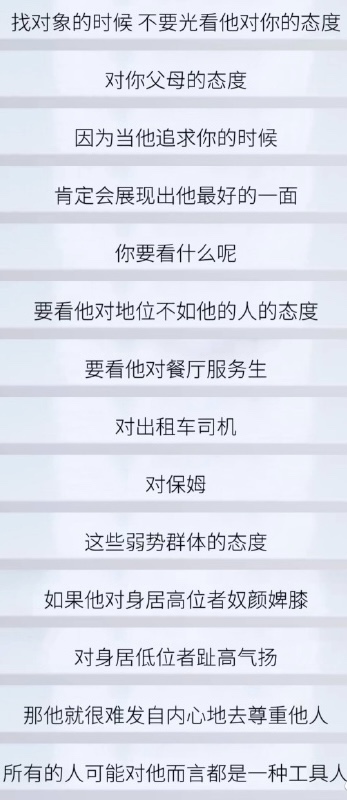 找对象的时候 不要光看他对你的态度
对你父母的态度
因为当他追求你的时候
肯定会展现出他最好的一面
你要看什么呢
要看他对地位不如他的人的态度
要看他对餐厅服务生
对出租车司机
对保姆
这些弱势群体的态度
如果他对身居高位者奴颜婢膝
对身居低位者趾高气扬
那他就很难发自内心地去尊重他人
所有的人可能对他而言都是一种工具人